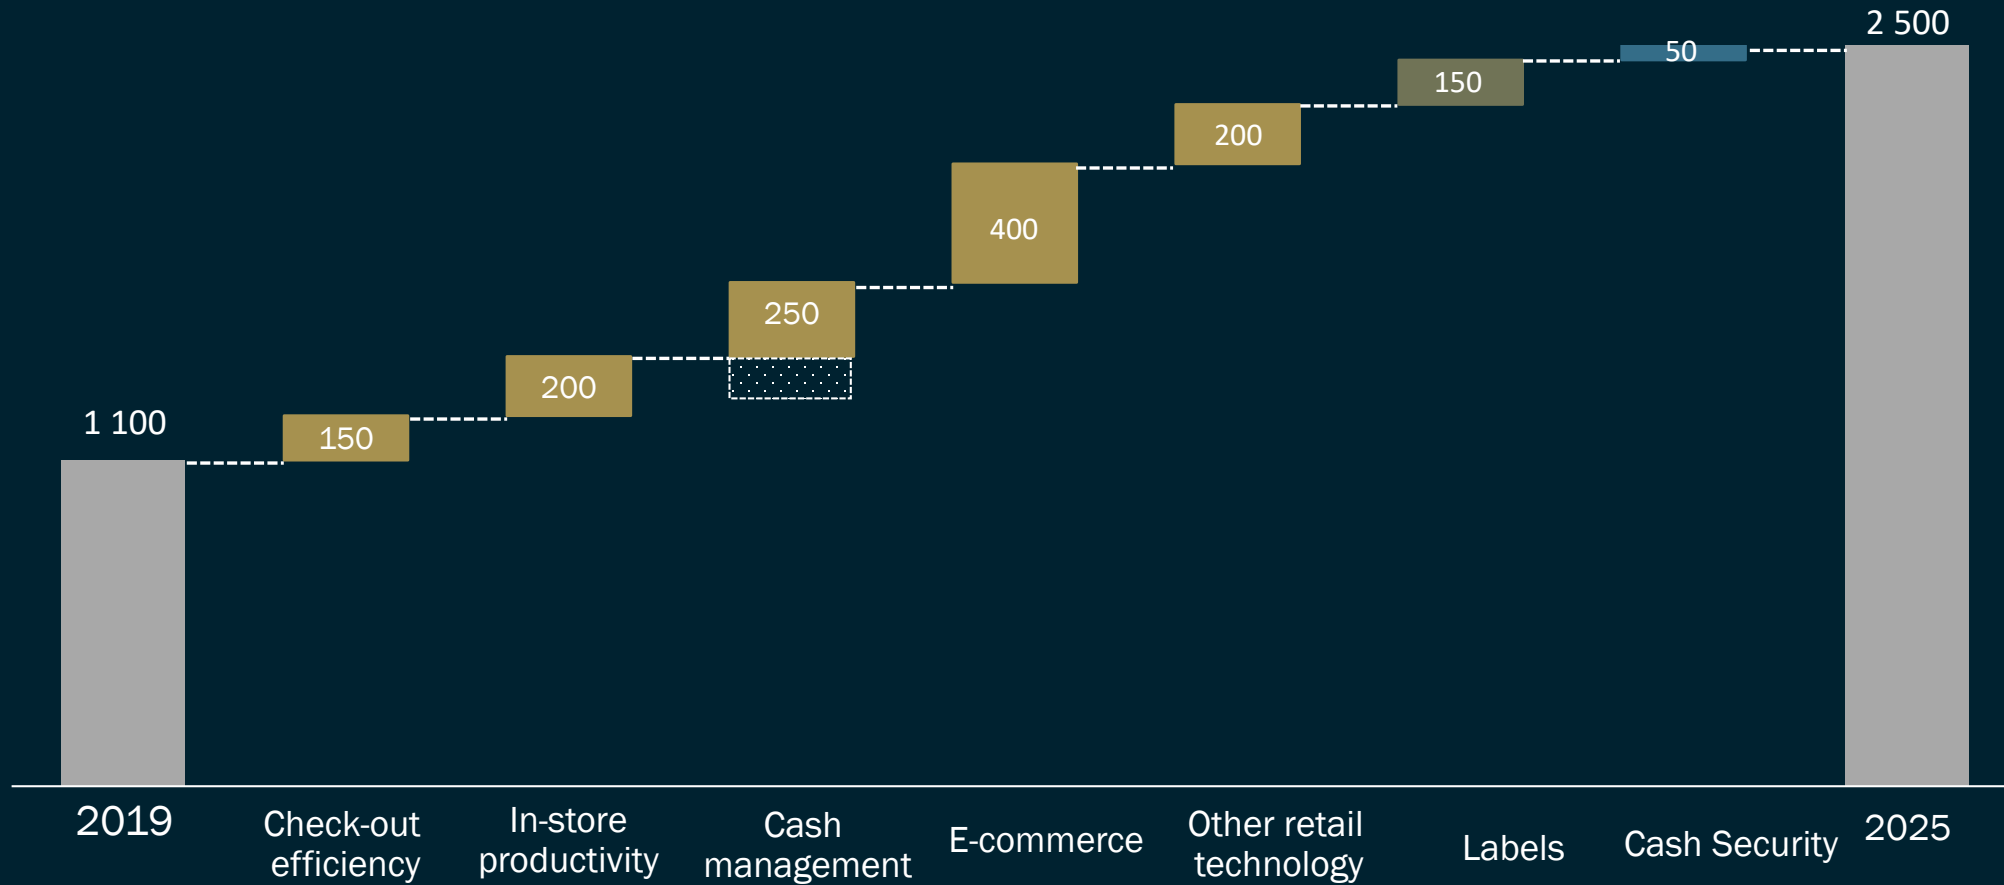 2 500
50
150
200
400
250
200
150
1 100
2019
Check-out
efficiency
In-store
productivity
Cash
management
E-commerce
Other retail
technology
Labels
Cash Security
2025